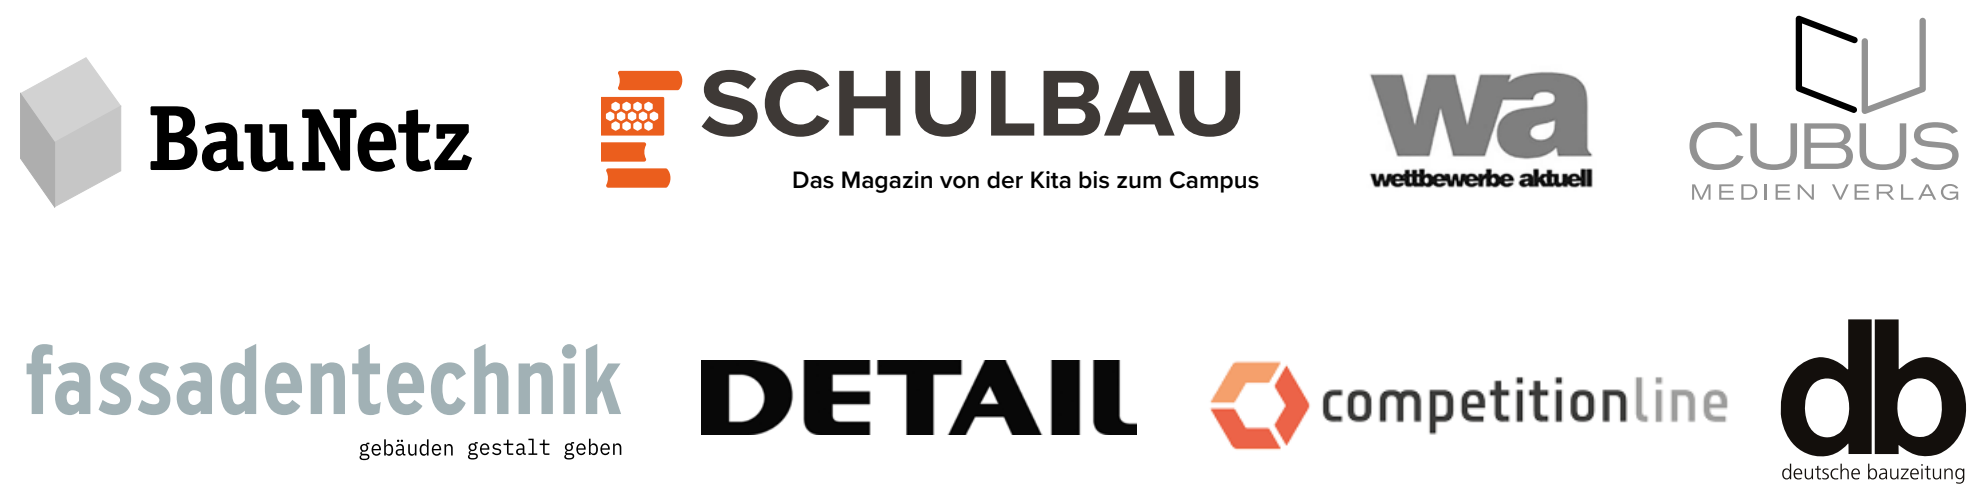 BauNetz
SCHULBAU
Das Magazin von der Kita bis zum Campus
wa
wettbewerbe aktuell
CUBUS
MEDIEN VERLAG
fassadentechnik
gebäuden gestalt geben
DETAIL
competitionline
db
deutsche bauzeitung